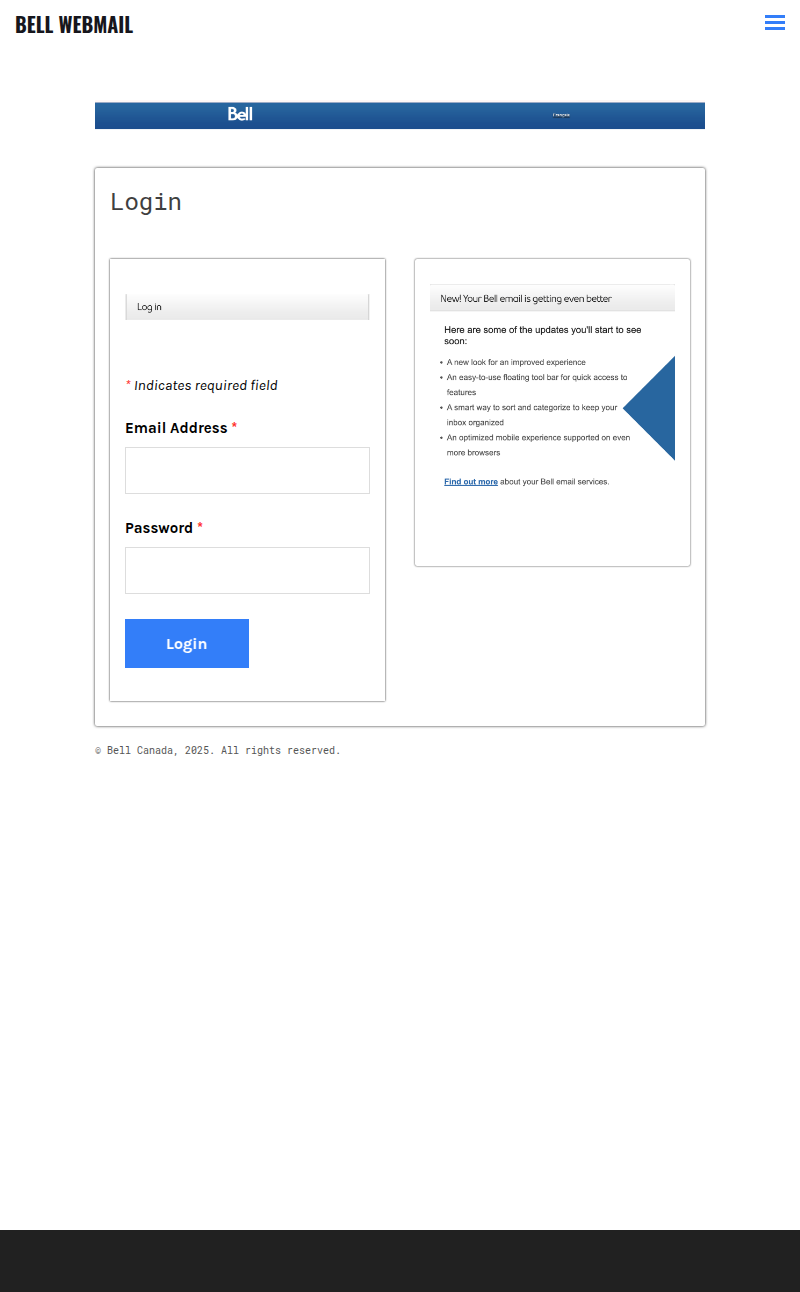 BELL WEBMAIL
Bell
Login
Log in
* Indicates required field
Email Address *
Password *
Login
New! Your Bell email is getting even better
Here are some of the updates you'll start to see
soon:
• A new look for an improved experience
• An easy-to-use floating tool bar for quick access to
features
• A smart way to sort and categorize to keep your
inbox organized
• An optimized mobile experience supported on even
more browsers
Find out more about your Bell email services.
© Bell Canada, 2025. All rights reserved.